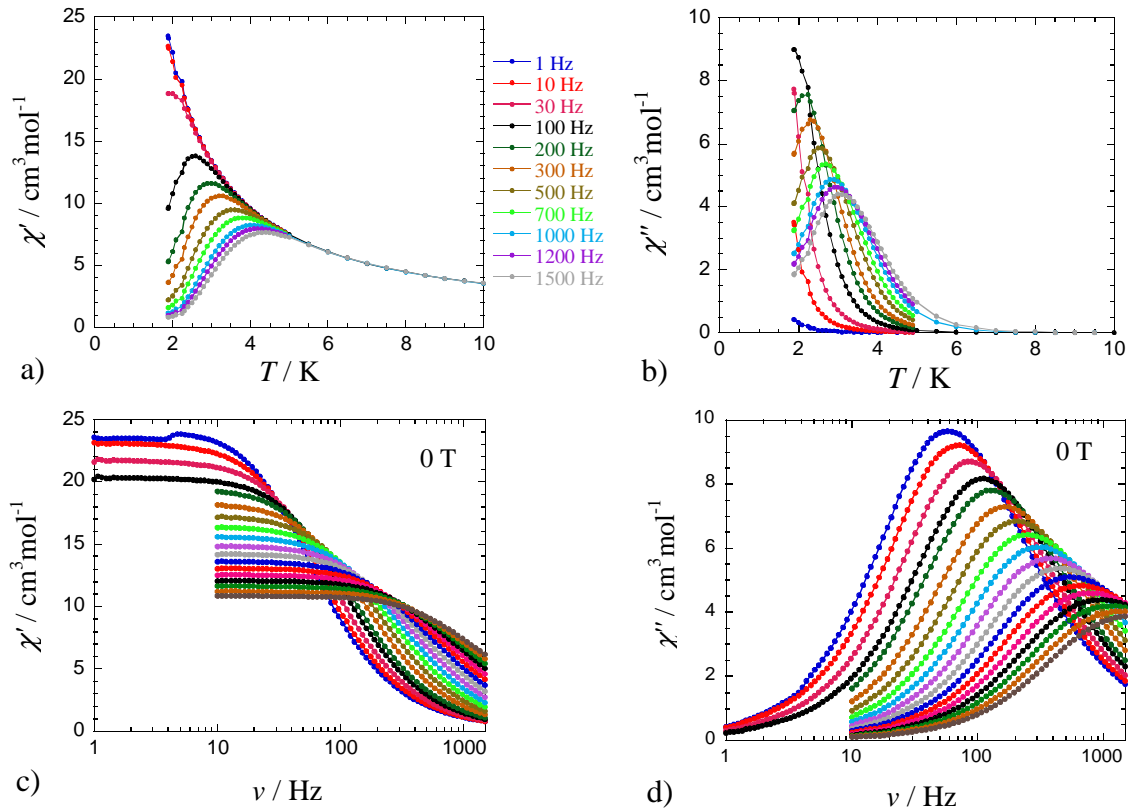 25
20
15
10
5
0
χ' / cm³mol⁻¹
0 2 4 6 8 10
T / K
a)
1 Hz
10 Hz
30 Hz
100 Hz
200 Hz
300 Hz
500 Hz
700 Hz
1000 Hz
1200 Hz
1500 Hz
10
8
6
4
2
0
χ'' / cm³mol⁻¹
0 2 4 6 8 10
T / K
b)
25
20
15
10
5
0
χ' / cm³mol⁻¹
0 T
1 10 100 1000
ν / Hz
c)
10
8
6
4
2
0
χ'' / cm³mol⁻¹
0 T
1 10 100 1000
ν / Hz
d)